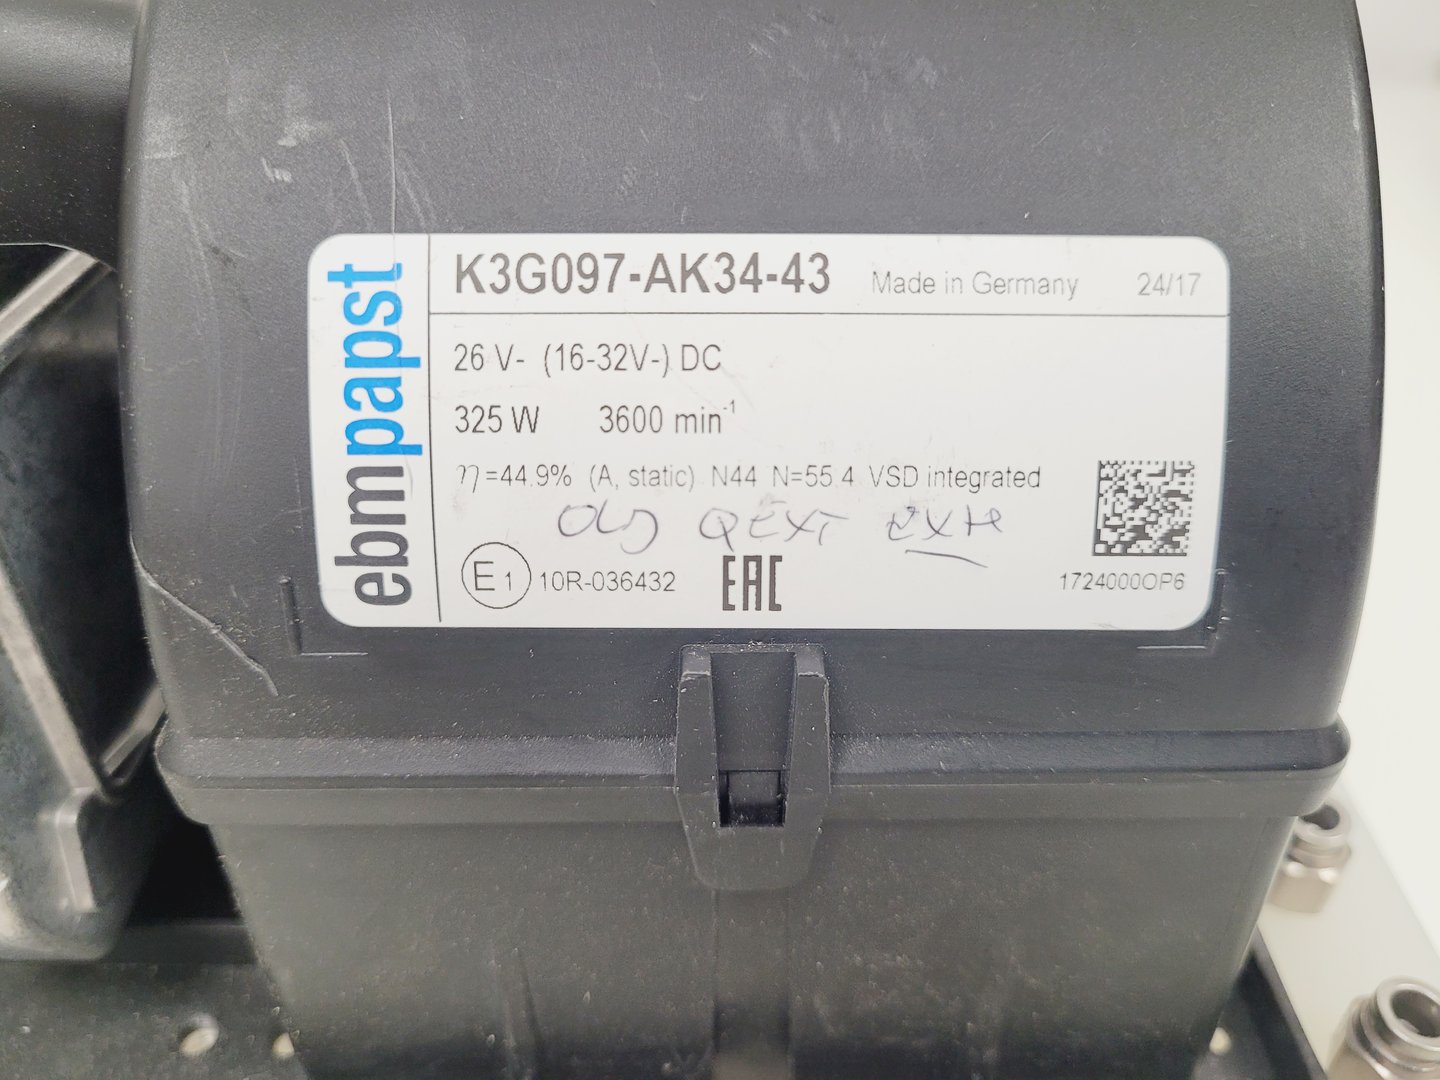 ebmpapst
K3G097-AK34-43 Made in Germany 24/17
26 V- (16-32V-) DC
325 W 3600 min⁻¹
η=44.9% (A, static) N44 N=55.4 VSD integrated
OLD QEXT EXH
E1 10R-036432 EAC 1724000OP6